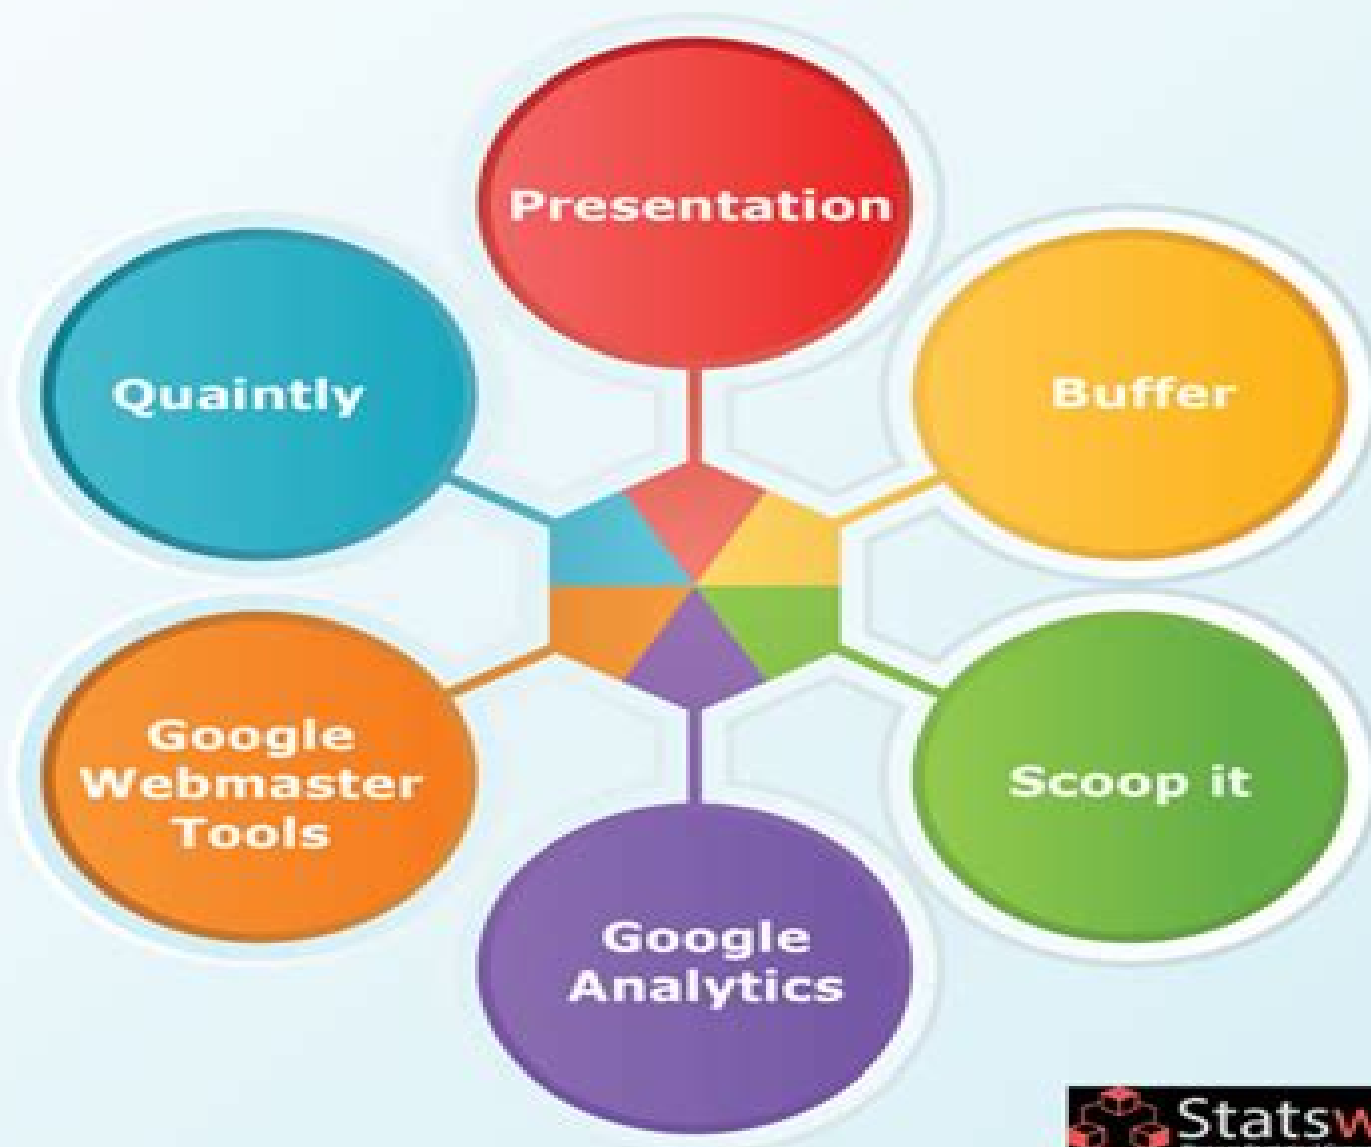 Presentation
Buffer
Scoop it
Google
Analytics
Google
Webmaster
Tools
Quaintly